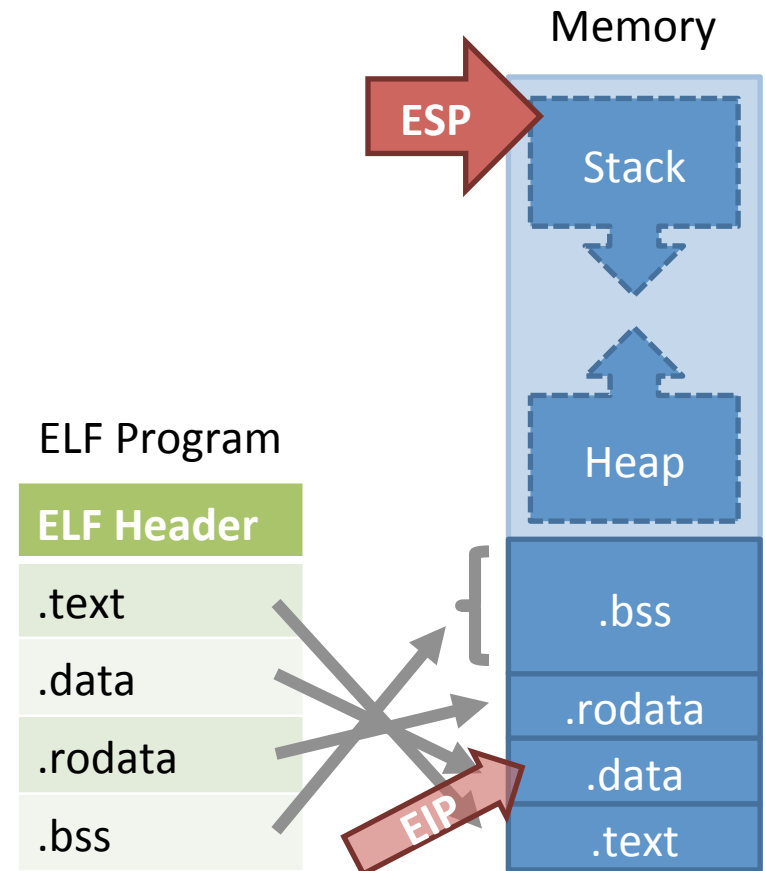 Memory
ESP
Stack
Heap
ELF Program
ELF Header
.text
.data
.rodata
.bss
.bss
.rodata
.data
.text
EIP